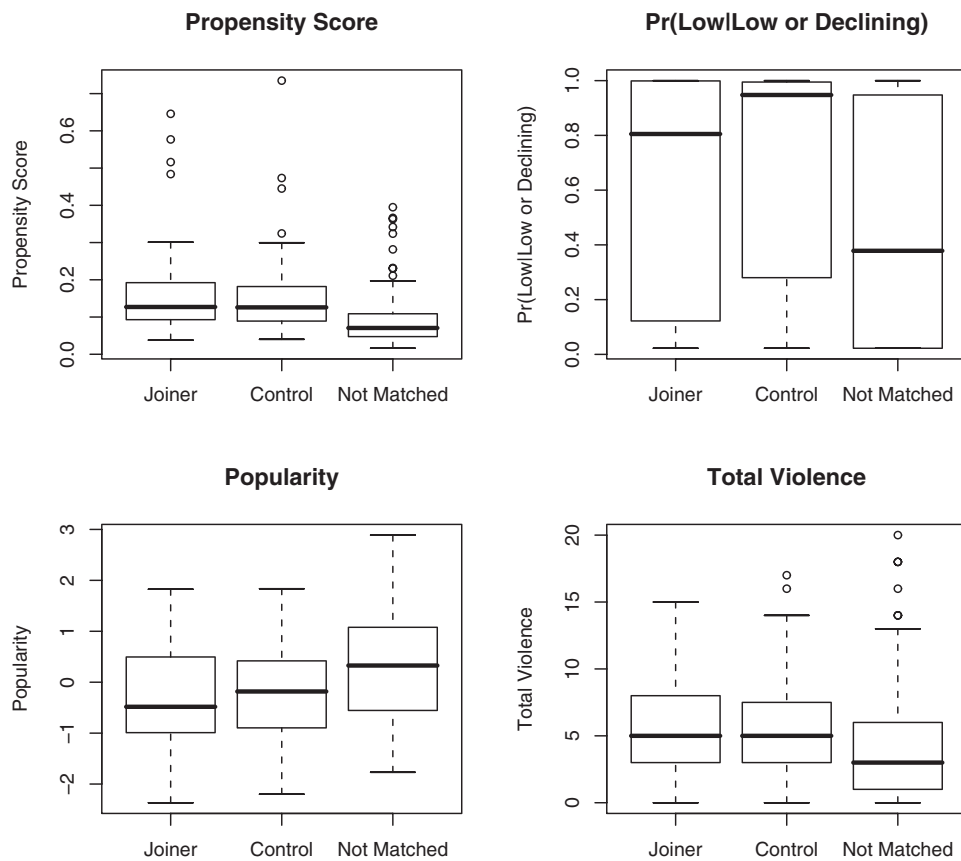 Propensity Score
Propensity Score
0.0 0.2 0.4 0.6
Joiner Control Not Matched
Pr(Low|Low or Declining)
Pr(Low|Low or Declining)
0.0 0.2 0.4 0.6 0.8 1.0
Joiner Control Not Matched
Popularity
Popularity
−2 −1 0 1 2 3
Joiner Control Not Matched
Total Violence
Total Violence
0 5 10 15 20
Joiner Control Not Matched